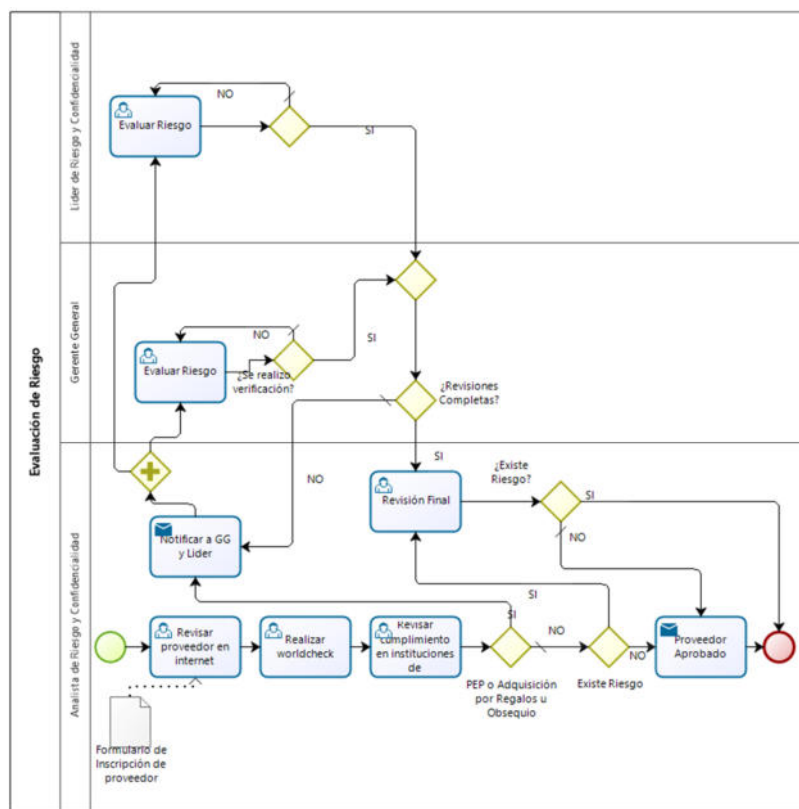 Evaluación de Riesgo
Lider de Riesgo y Confidencialidad
NO
Evaluar Riesgo
SI
Gerente General
NO
Evaluar Riesgo
SI
¿Se realizo
verificación?
¿Revisiones
Completas?
Analista de Riesgo y Confidencialidad
NO
SI
¿Existe
Riesgo?
SI
Revisión Final
NO
Notificar a GG
y Lider
SI
SI
Revisar
proveedor en
internet
Realizar
worldcheck
Revisar
cumplimiento
en instituciones
de
NO
NO
Proveedor
Aprobado
PEP o Adquisición
por Regalos u
Obsequio
Existe Riesgo
Formulario de
Inscripción de
proveedor